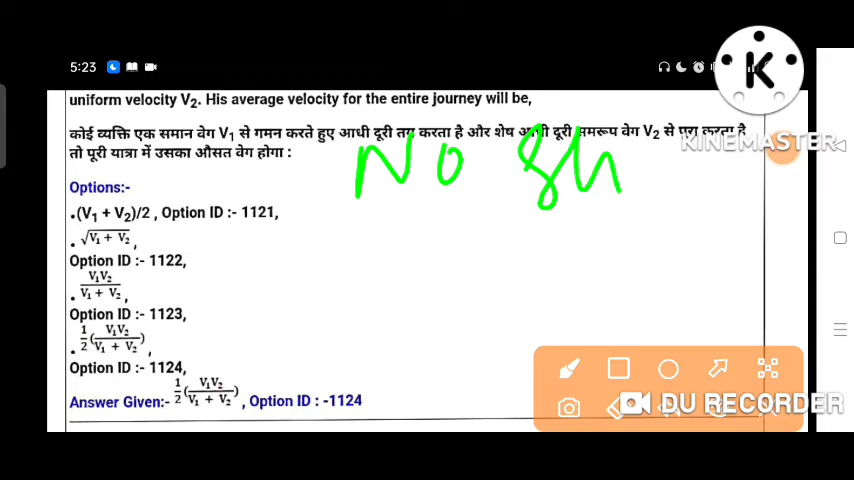 5:23
K
KINEMASTER
uniform velocity V₂. His average velocity for the entire journey will be,
कोई व्यक्ति एक समान वेग V₁ से गमन करते हुए आधी दूरी तय करता है और शेष आधी दूरी समरूप वेग V₂ से पूरा करता है
तो पूरी यात्रा में उसका औसत वेग होगा :
No Sh
Options:-
.(V₁ + V₂)/2 , Option ID :- 1121,
. √(V₁ + V₂) ,
Option ID :- 1122,
. V₁V₂/(V₁ + V₂) ,
Option ID :- 1123,
. 1/2 (V₁V₂/(V₁ + V₂)) ,
Option ID :- 1124,
Answer Given:- 1/2 (V₁V₂/(V₁ + V₂)) , Option ID : -1124
DU RECORDER